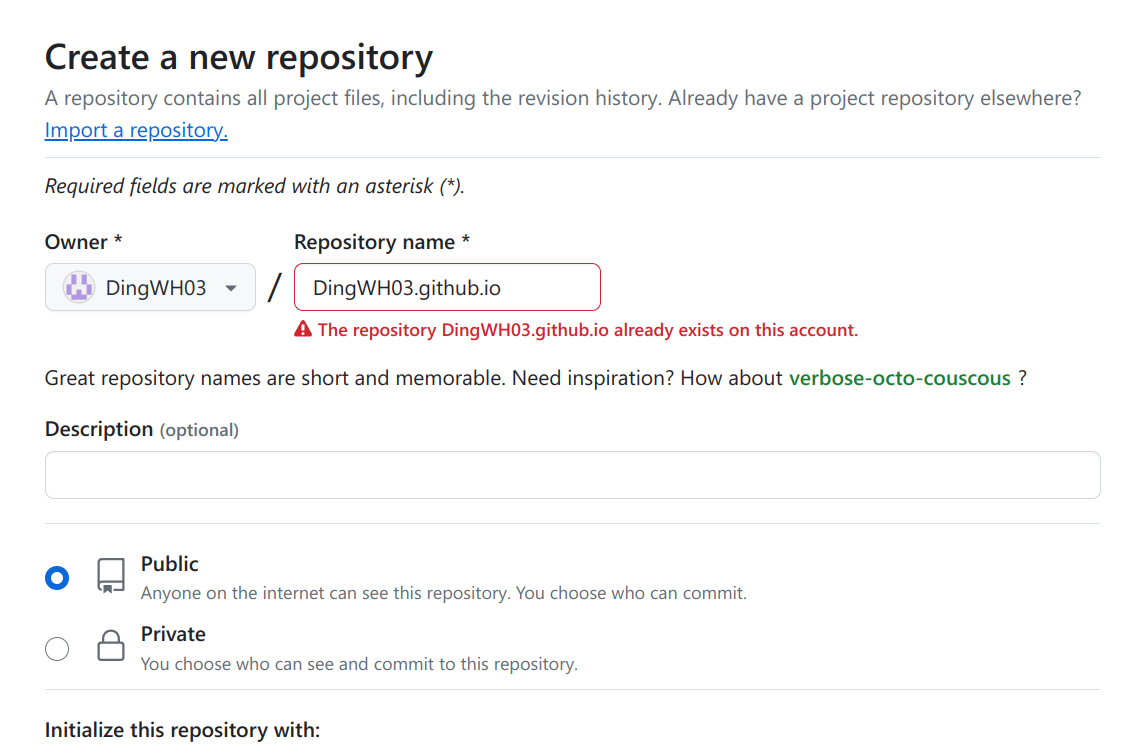 Create a new repository
A repository contains all project files, including the revision history. Already have a project repository elsewhere?
Import a repository.
Required fields are marked with an asterisk (*).
Owner *
Repository name *
DingWH03
/
DingWH03.github.io
The repository DingWH03.github.io already exists on this account.
Great repository names are short and memorable. Need inspiration? How about verbose-octo-couscous ?
Description (optional)
Public
Anyone on the internet can see this repository. You choose who can commit.
Private
You choose who can see and commit to this repository.
Initialize this repository with: